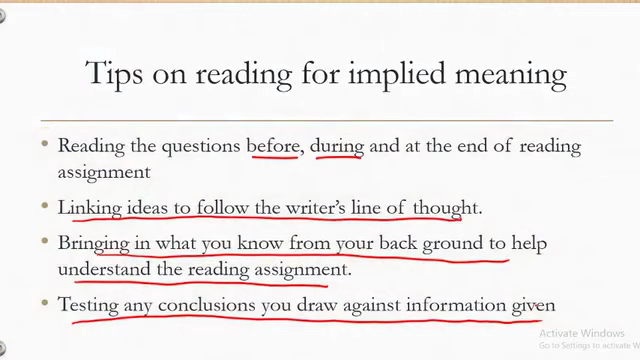 Tips on reading for implied meaning
• Reading the questions before, during and at the end of reading
assignment
• Linking ideas to follow the writer's line of thought.
• Bringing in what you know from your back ground to help
understand the reading assignment.
• Testing any conclusions you draw against information given
Activate Windows
Go to Settings to activate W